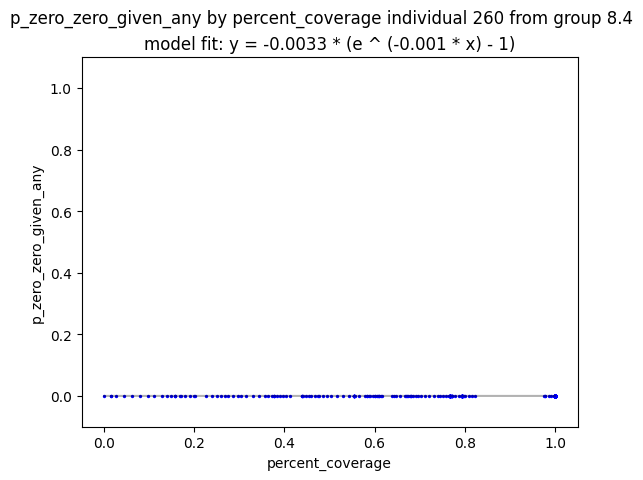 p_zero_zero_given_any by percent_coverage individual 260 from group 8.4
model fit: y = -0.0033 * (e ^ (-0.001 * x) - 1)
1.0
0.8
0.6
0.4
0.2
0.0
p_zero_zero_given_any
0.0 0.2 0.4 0.6 0.8 1.0
percent_coverage